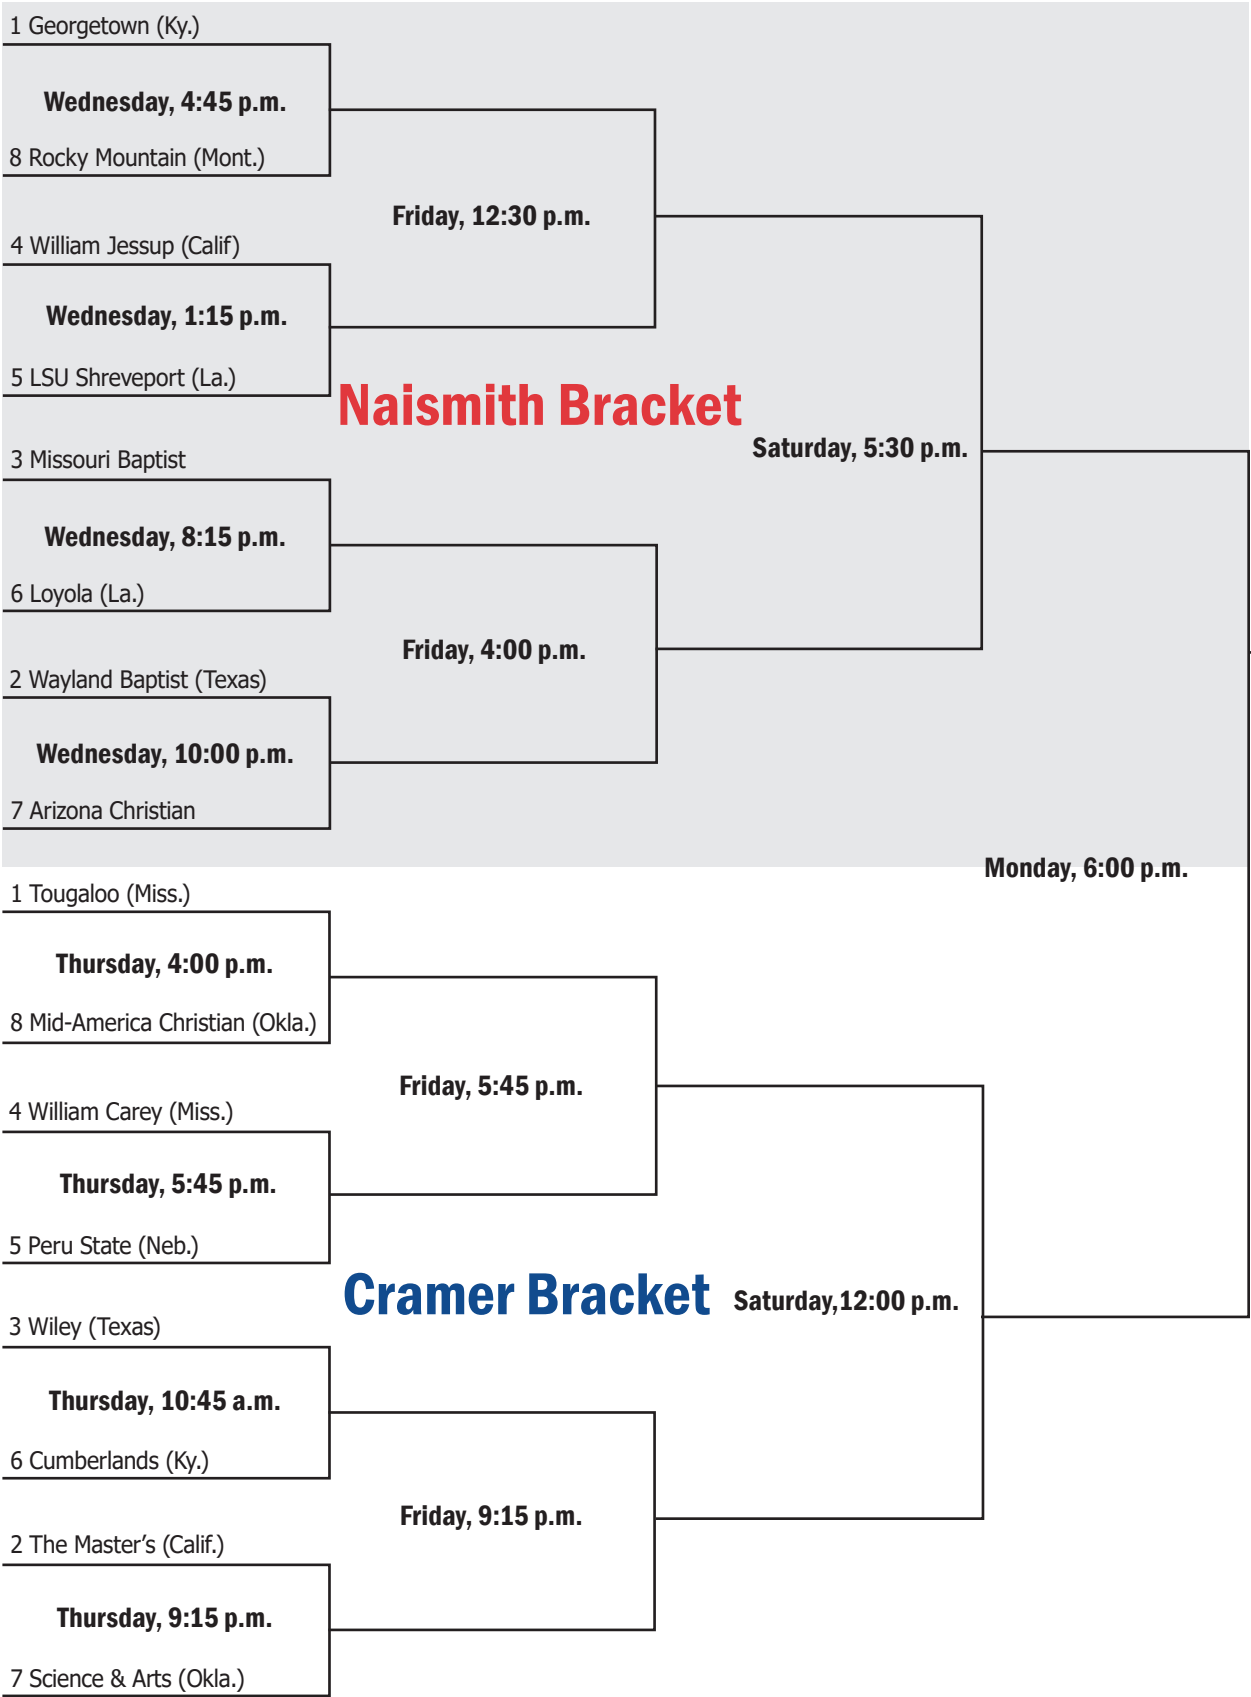 1 Georgetown (Ky.)
Wednesday, 4:45 p.m.
8 Rocky Mountain (Mont.)
Friday, 12:30 p.m.
4 William Jessup (Calif)
Wednesday, 1:15 p.m.
5 LSU Shreveport (La.)
Naismith Bracket
Saturday, 5:30 p.m.
3 Missouri Baptist
Wednesday, 8:15 p.m.
6 Loyola (La.)
Friday, 4:00 p.m.
2 Wayland Baptist (Texas)
Wednesday, 10:00 p.m.
7 Arizona Christian
Monday, 6:00 p.m.
1 Tougaloo (Miss.)
Thursday, 4:00 p.m.
8 Mid-America Christian (Okla.)
Friday, 5:45 p.m.
4 William Carey (Miss.)
Thursday, 5:45 p.m.
5 Peru State (Neb.)
Cramer Bracket
Saturday,12:00 p.m.
3 Wiley (Texas)
Thursday, 10:45 a.m.
6 Cumberlands (Ky.)
Friday, 9:15 p.m.
2 The Master’s (Calif.)
Thursday, 9:15 p.m.
7 Science & Arts (Okla.)